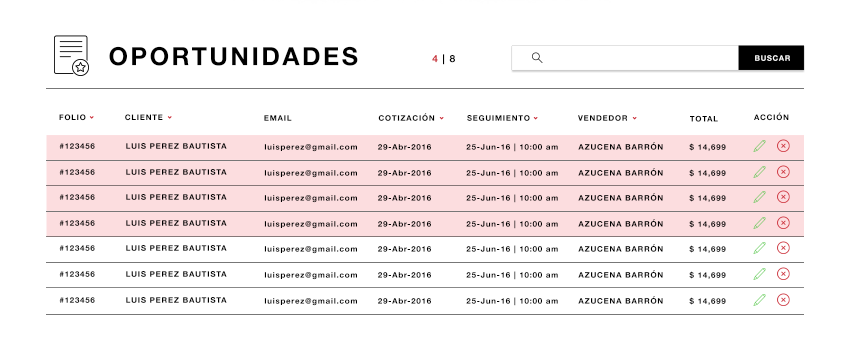 OPORTUNIDADES 4 | 8 BUSCAR
FOLIO CLIENTE EMAIL COTIZACIÓN SEGUIMIENTO VENDEDOR TOTAL ACCIÓN
#123456 LUIS PEREZ BAUTISTA luisperez@gmail.com 29-Abr-2016 25-Jun-16 | 10:00 am AZUCENA BARRÓN $ 14,699
#123456 LUIS PEREZ BAUTISTA luisperez@gmail.com 29-Abr-2016 25-Jun-16 | 10:00 am AZUCENA BARRÓN $ 14,699
#123456 LUIS PEREZ BAUTISTA luisperez@gmail.com 29-Abr-2016 25-Jun-16 | 10:00 am AZUCENA BARRÓN $ 14,699
#123456 LUIS PEREZ BAUTISTA luisperez@gmail.com 29-Abr-2016 25-Jun-16 | 10:00 am AZUCENA BARRÓN $ 14,699
#123456 LUIS PEREZ BAUTISTA luisperez@gmail.com 29-Abr-2016 25-Jun-16 | 10:00 am AZUCENA BARRÓN $ 14,699
#123456 LUIS PEREZ BAUTISTA luisperez@gmail.com 29-Abr-2016 25-Jun-16 | 10:00 am AZUCENA BARRÓN $ 14,699
#123456 LUIS PEREZ BAUTISTA luisperez@gmail.com 29-Abr-2016 25-Jun-16 | 10:00 am AZUCENA BARRÓN $ 14,699